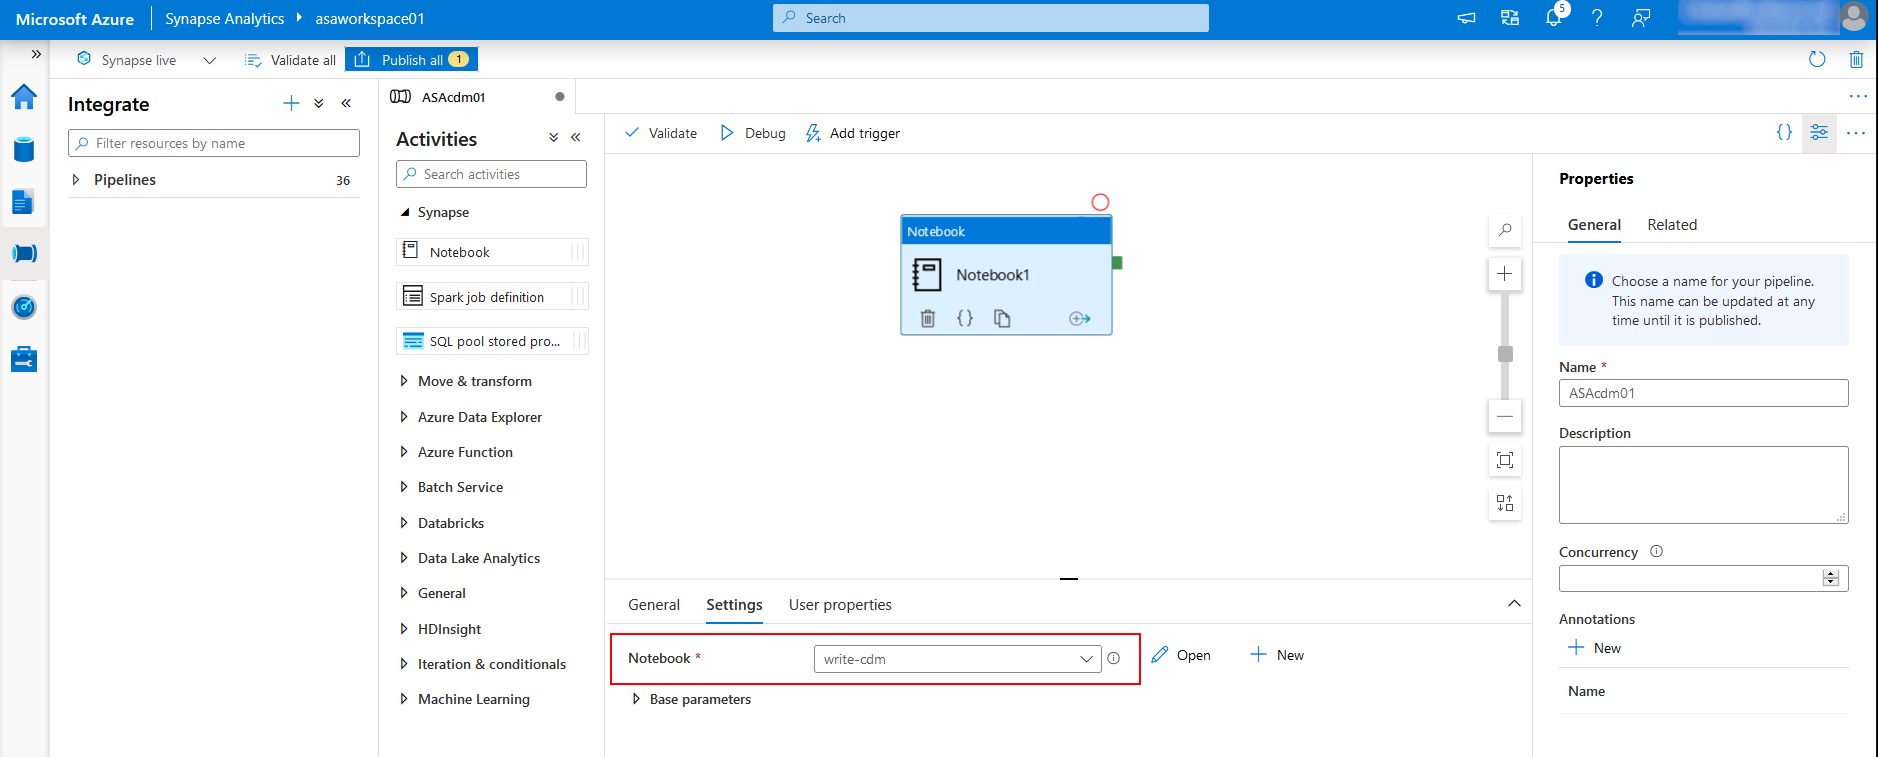 Microsoft Azure
Synapse Analytics
asaworkspace01
Search
5
Synapse live
Validate all
Publish all 1
Integrate
Filter resources by name
Pipelines 36
ASAcdm01
Activities
Search activities
Synapse
Notebook
Spark job definition
SQL pool stored pro...
Move & transform
Azure Data Explorer
Azure Function
Batch Service
Databricks
Data Lake Analytics
General
HDInsight
Iteration & conditionals
Machine Learning
Validate
Debug
Add trigger
Notebook
Notebook1
General
Settings
User properties
Notebook *
write-cdm
Open
New
Base parameters
Properties
General
Related
Choose a name for your pipeline.
This name can be updated at any
time until it is published.
Name *
ASAcdm01
Description
Concurrency
Annotations
New
Name